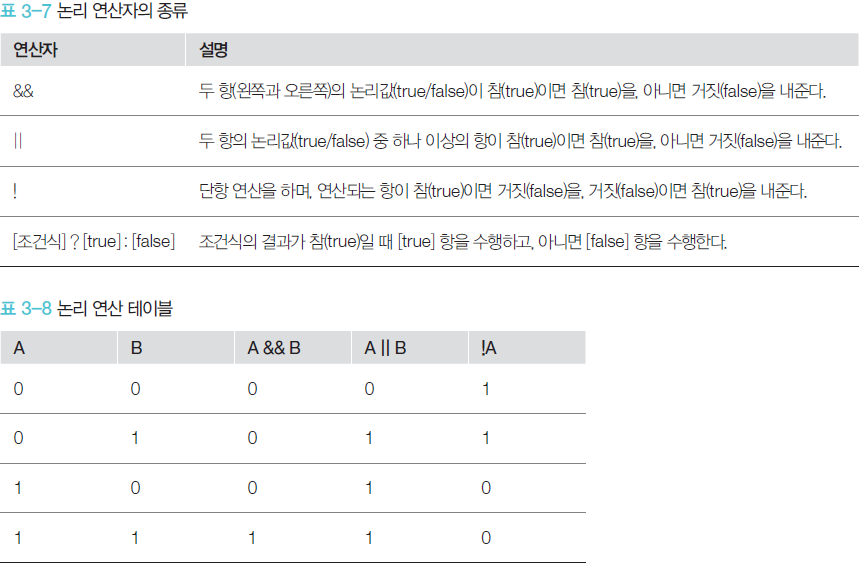 표 3-7 논리 연산자의 종류
연산자 설명
&& 두 항(왼쪽과 오른쪽)의 논리값(true/false)이 참(true)이면 참(true)을, 아니면 거짓(false)을 내준다.
|| 두 항의 논리값(true/false) 중 하나 이상의 항이 참(true)이면 참(true)을, 아니면 거짓(false)을 내준다.
! 단항 연산을 하며, 연산되는 항이 참(true)이면 거짓(false)을, 거짓(false)이면 참(true)을 내준다.
[조건식] ? [true] : [false] 조건식의 결과가 참(true)일 때 [true] 항을 수행하고, 아니면 [false] 항을 수행한다.
표 3-8 논리 연산 테이블
A B A && B A || B !A
0 0 0 0 1
0 1 0 1 1
1 0 0 1 0
1 1 1 1 0